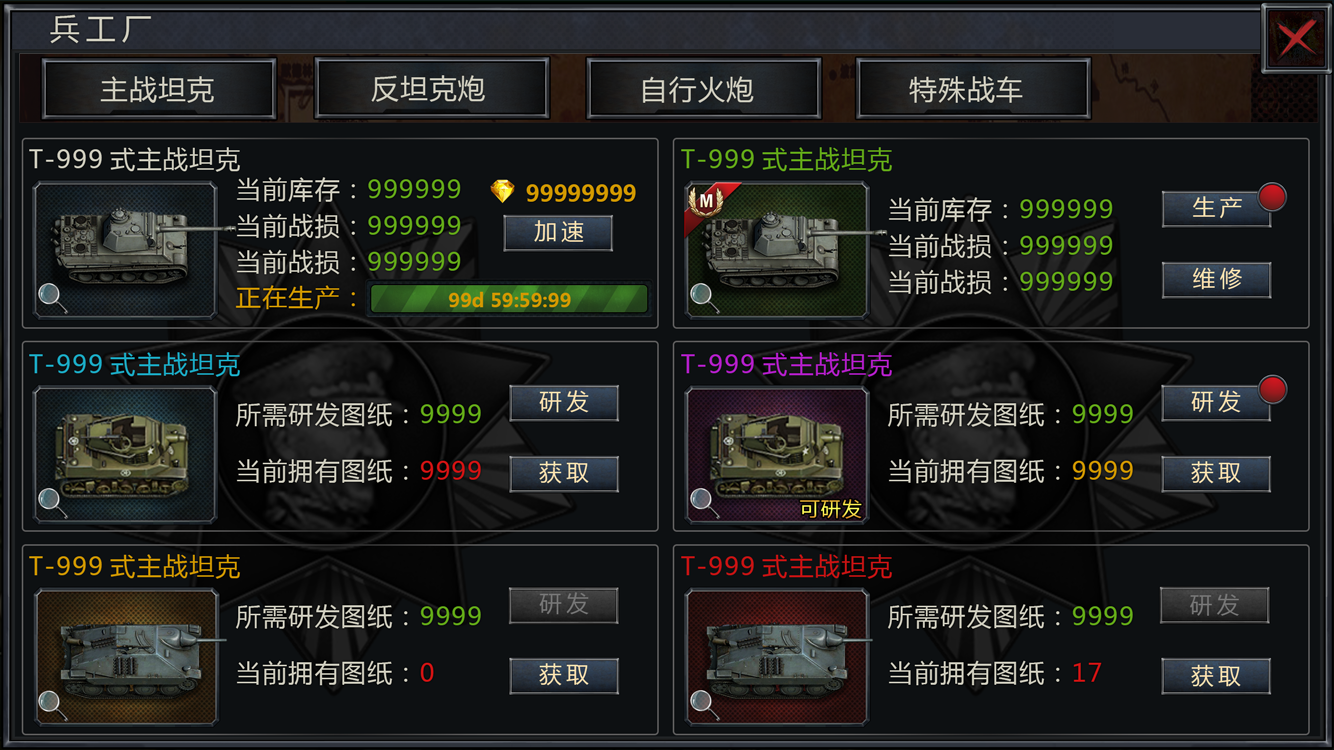 兵工厂
主战坦克 反坦克炮 自行火炮 特殊战车
T-999 式主战坦克
当前库存：999999
99999999
当前战损：999999
加速
当前战损：999999
正在生产： 99d 59:59:99
T-999 式主战坦克
M
当前库存：999999
生产
当前战损：999999
当前战损：999999
维修
T-999 式主战坦克
所需研发图纸：9999
研发
当前拥有图纸：9999
获取
T-999 式主战坦克
所需研发图纸：9999
研发
当前拥有图纸：9999
获取
可研发
T-999 式主战坦克
所需研发图纸：9999
研发
当前拥有图纸：0
获取
T-999 式主战坦克
所需研发图纸：9999
研发
当前拥有图纸：17
获取